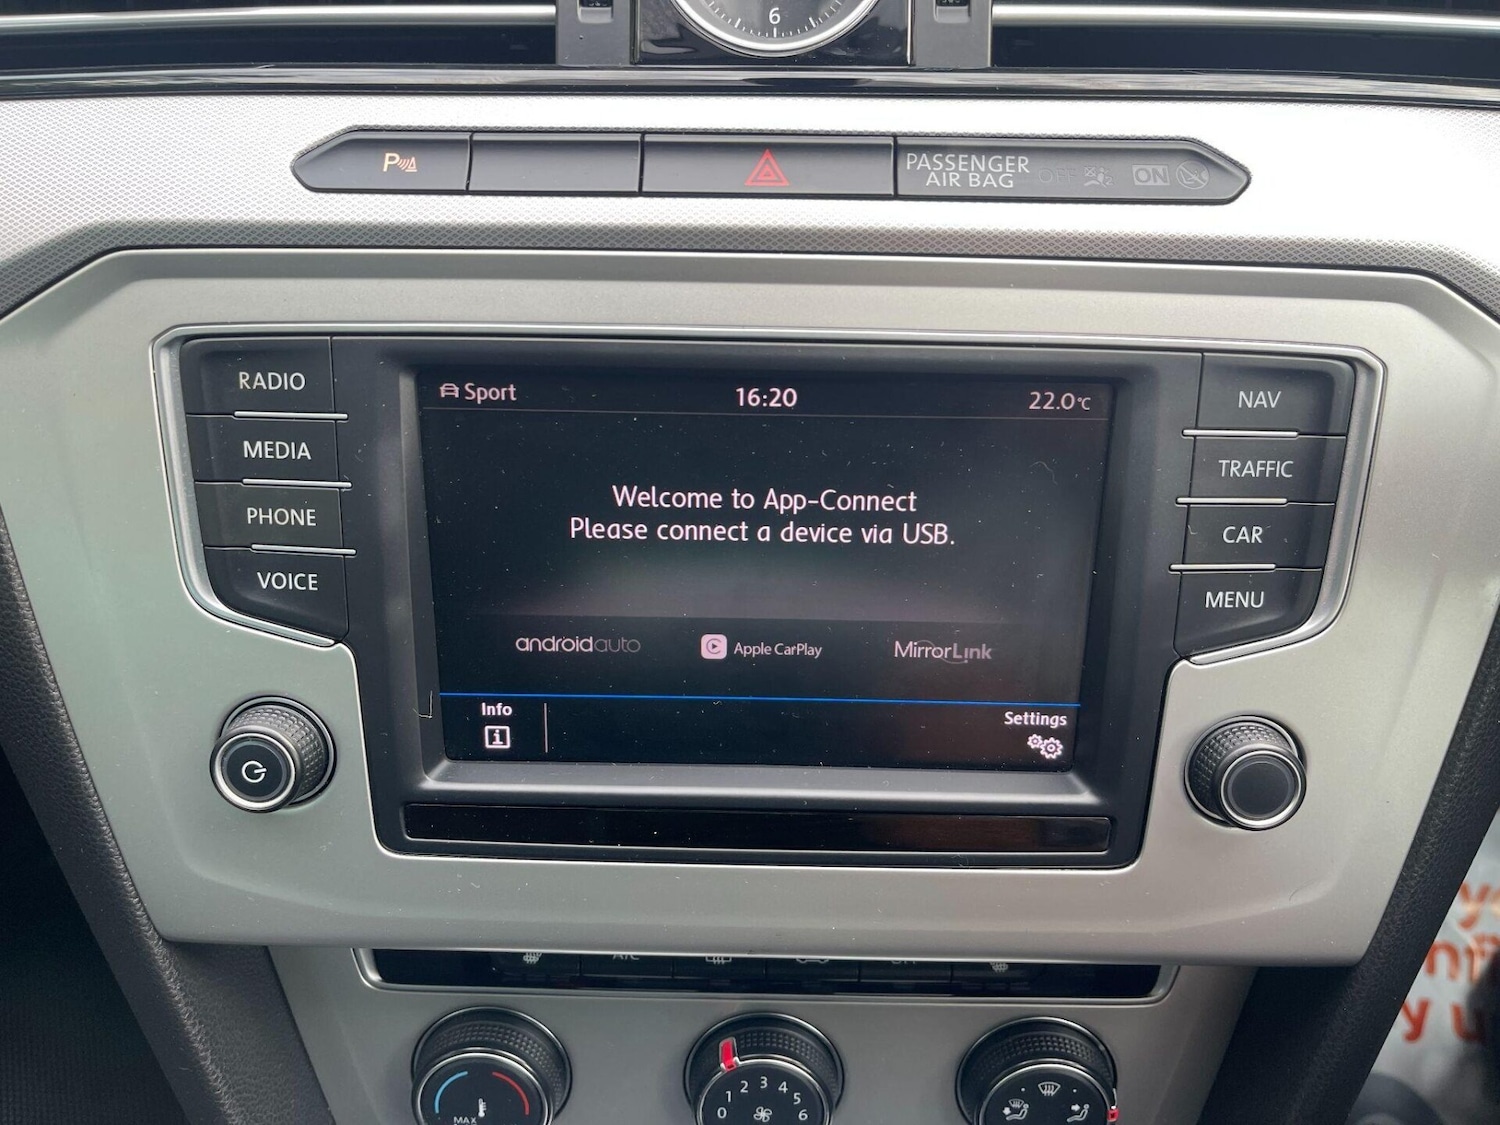 6
P
PASSENGER
AIR BAG OFF ON
RADIO
MEDIA
PHONE
VOICE
Sport 16:20 22.0°C
Welcome to App-Connect
Please connect a device via USB.
androidauto Apple CarPlay MirrorLink
Info
i
Settings
NAV
TRAFFIC
CAR
MENU
MAX
0 1 2 3 4 5 6